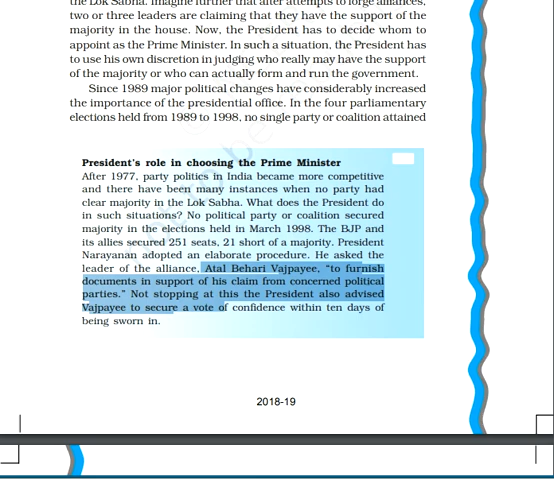 the Lok Sabha. Imagine further that after attempts to forge alliances,
two or three leaders are claiming that they have the support of the
majority in the house. Now, the President has to decide whom to
appoint as the Prime Minister. In such a situation, the President has
to use his own discretion in judging who really may have the support
of the majority or who can actually form and run the government.
Since 1989 major political changes have considerably increased
the importance of the presidential office. In the four parliamentary
elections held from 1989 to 1998, no single party or coalition attained
President's role in choosing the Prime Minister
After 1977, party politics in India became more competitive
and there have been many instances when no party had
clear majority in the Lok Sabha. What does the President do
in such situations? No political party or coalition secured
majority in the elections held in March 1998. The BJP and
its allies secured 251 seats, 21 short of a majority. President
Narayanan adopted an elaborate procedure. He asked the
leader of the alliance, Atal Behari Vajpayee, "to furnish
documents in support of his claim from concerned political
parties." Not stopping at this the President also advised
Vajpayee to secure a vote of confidence within ten days of
being sworn in.
2018-19